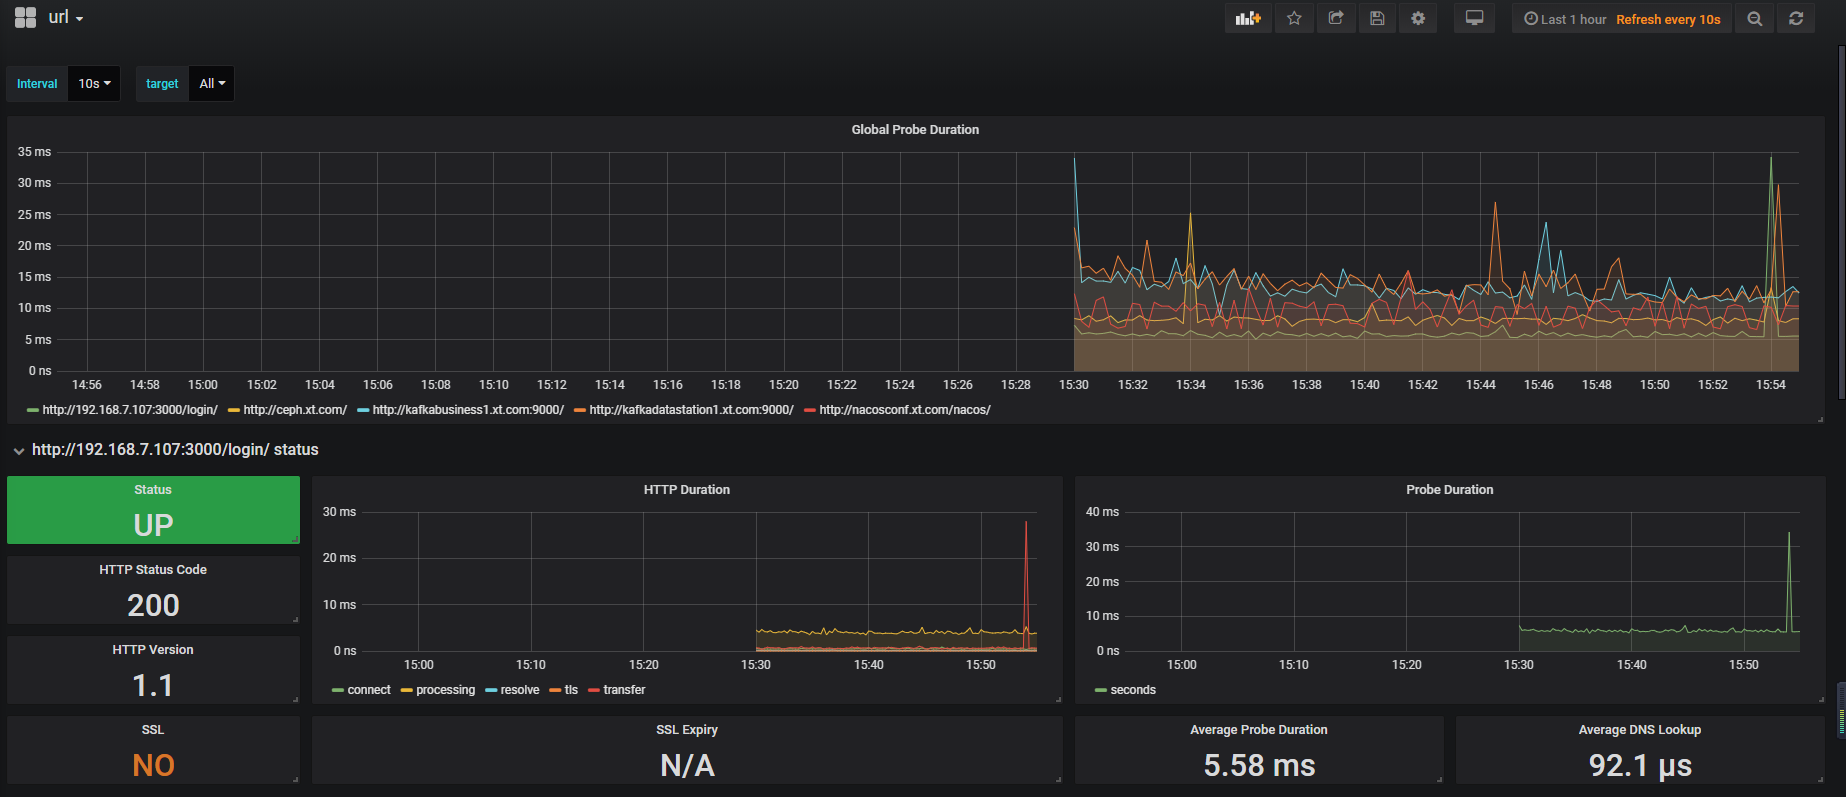 url
Last 1 hour Refresh every 10s
Interval 10s target All
Global Probe Duration
35 ms
30 ms
25 ms
20 ms
15 ms
10 ms
5 ms
0 ns
14:56 14:58 15:00 15:02 15:04 15:06 15:08 15:10 15:12 15:14 15:16 15:18 15:20 15:22 15:24 15:26 15:28 15:30 15:32 15:34 15:36 15:38 15:40 15:42 15:44 15:46 15:48 15:50 15:52 15:54
http://192.168.7.107:3000/login/ http://ceph.xt.com/ http://kafkabusiness1.xt.com:9000/ http://kafkadatastation1.xt.com:9000/ http://nacosconf.xt.com/nacos/
http://192.168.7.107:3000/login/ status
Status
UP
HTTP Status Code
200
HTTP Version
1.1
SSL
NO
HTTP Duration
30 ms
20 ms
10 ms
0 ns
15:00 15:10 15:20 15:30 15:40 15:50
connect processing resolve tls transfer
Probe Duration
40 ms
30 ms
20 ms
10 ms
0 ns
15:00 15:10 15:20 15:30 15:40 15:50
seconds
SSL Expiry
N/A
Average Probe Duration
5.58 ms
Average DNS Lookup
92.1 µs